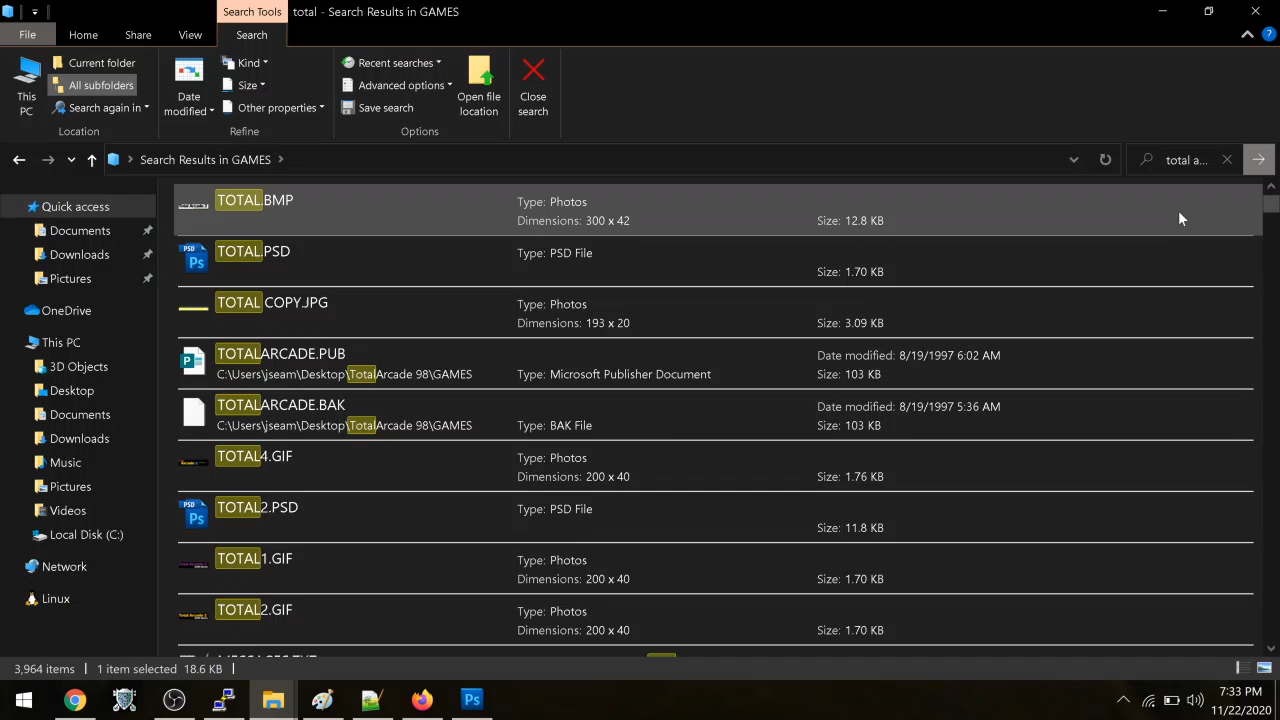 Search Tools
total - Search Results in GAMES
File
Home
Share
View
Search
This PC
Current folder
All subfolders
Search again in
Location
Date modified
Kind
Size
Other properties
Refine
Recent searches
Advanced options
Save search
Open file location
Options
Close search
Search Results in GAMES
total a...
Quick access
Documents
Downloads
Pictures
OneDrive
This PC
3D Objects
Desktop
Documents
Downloads
Music
Pictures
Videos
Local Disk (C:)
Network
Linux
TOTAL.BMP
Type: Photos
Dimensions: 300 x 42
Size: 12.8 KB
TOTAL.PSD
Type: PSD File
Size: 1.70 KB
TOTAL COPY.JPG
Type: Photos
Dimensions: 193 x 20
Size: 3.09 KB
TOTALARCADE.PUB
C:\Users\jseam\Desktop\TotalArcade 98\GAMES
Type: Microsoft Publisher Document
Date modified: 8/19/1997 6:02 AM
Size: 103 KB
TOTALARCADE.BAK
C:\Users\jseam\Desktop\TotalArcade 98\GAMES
Type: BAK File
Date modified: 8/19/1997 5:36 AM
Size: 103 KB
TOTAL4.GIF
Type: Photos
Dimensions: 200 x 40
Size: 1.76 KB
TOTAL2.PSD
Type: PSD File
Size: 11.8 KB
TOTAL1.GIF
Type: Photos
Dimensions: 200 x 40
Size: 1.70 KB
TOTAL2.GIF
Type: Photos
Dimensions: 200 x 40
Size: 1.70 KB
3,964 items
1 item selected 18.6 KB
7:33 PM
11/22/2020